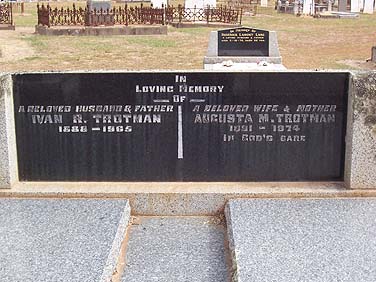 IN
LOVING MEMORY
OF
A BELOVED HUSBAND & FATHER
IVAN R. TROTMAN
1888 - 1965
A BELOVED WIFE & MOTHER
AUGUSTA M. TROTMAN
1891 - 1974
IN GOD'S CARE